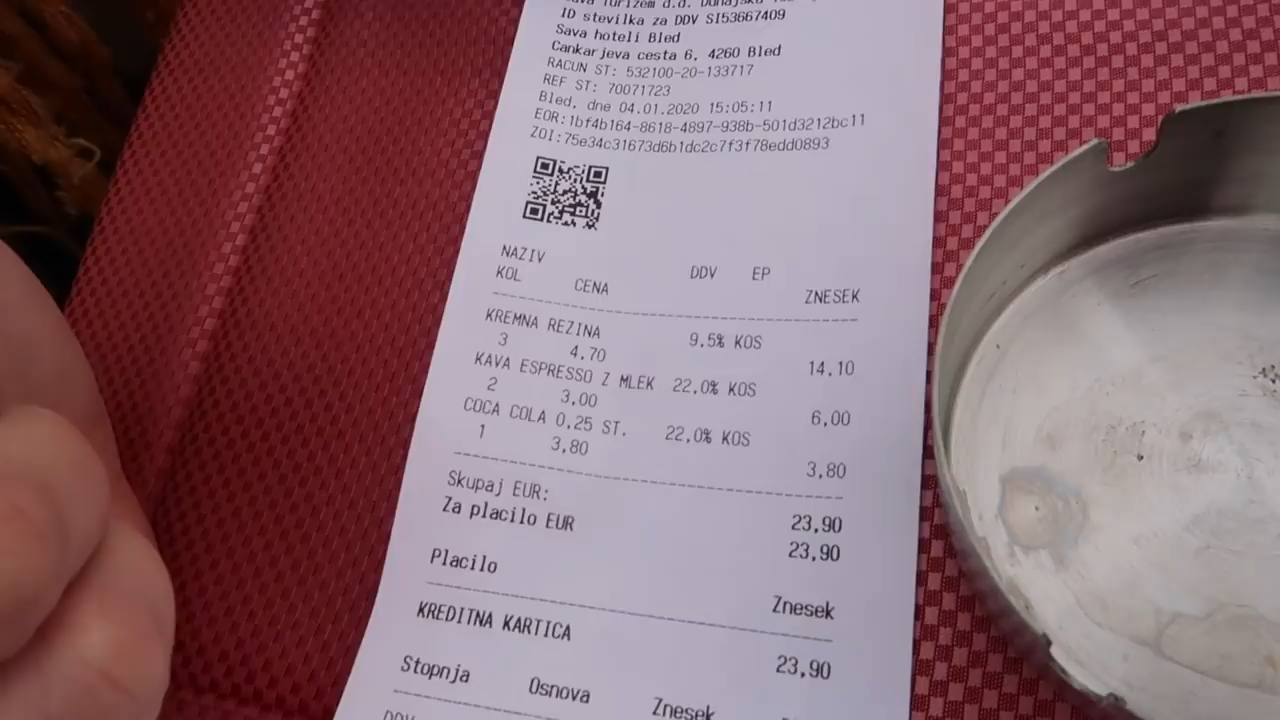 Turizem d.d.
ID stevilka za DDV SI53667409
Sava hoteli Bled
Cankarjeva cesta 6, 4260 Bled
RACUN ST: 532100-20-133717
REF ST: 70071723
Bled, dne 04.01.2020 15:05:11
EOR:1bf4b164-8618-4897-938b-501d3212bc11
ZOI:75e34c31673d6b1dc2c7f3f78edd0893
NAZIV
KOL CENA DDV EP ZNESEK
KREMNA REZINA 9.5% KOS
3 4.70 14.10
KAVA ESPRESSO Z MLEK 22.0% KOS
2 3,00 6,00
COCA COLA 0,25 ST. 22,0% KOS
1 3,80 3,80
Skupaj EUR: 23,90
Za placilo EUR 23,90
Placilo Znesek
KREDITNA KARTICA 23,90
Stopnja Osnova Znesek
DDV